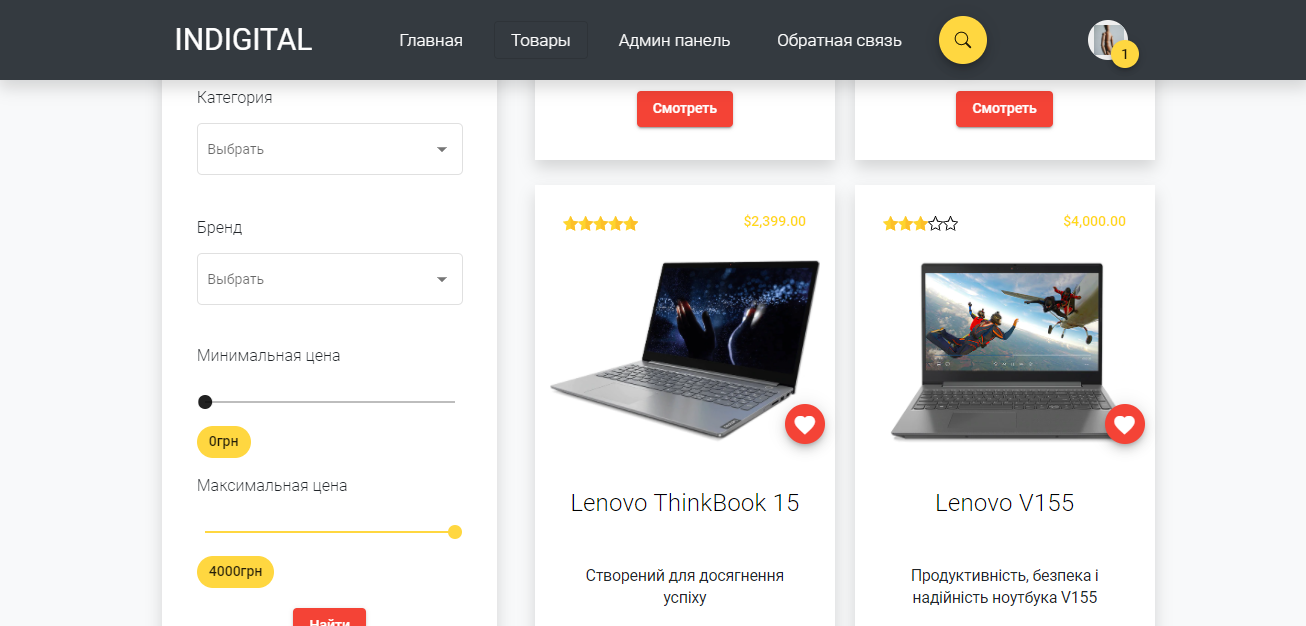 INDIGITAL
Главная
Товары
Админ панель
Обратная связь
1
Категория
Выбрать
Бренд
Выбрать
Минимальная цена
0грн
Максимальная цена
4000грн
Найти
Смотреть
Смотреть
$2,399.00
Lenovo ThinkBook 15
Створений для досягнення
успіху
$4,000.00
Lenovo V155
Продуктивність, безпека і
надійність ноутбука V155